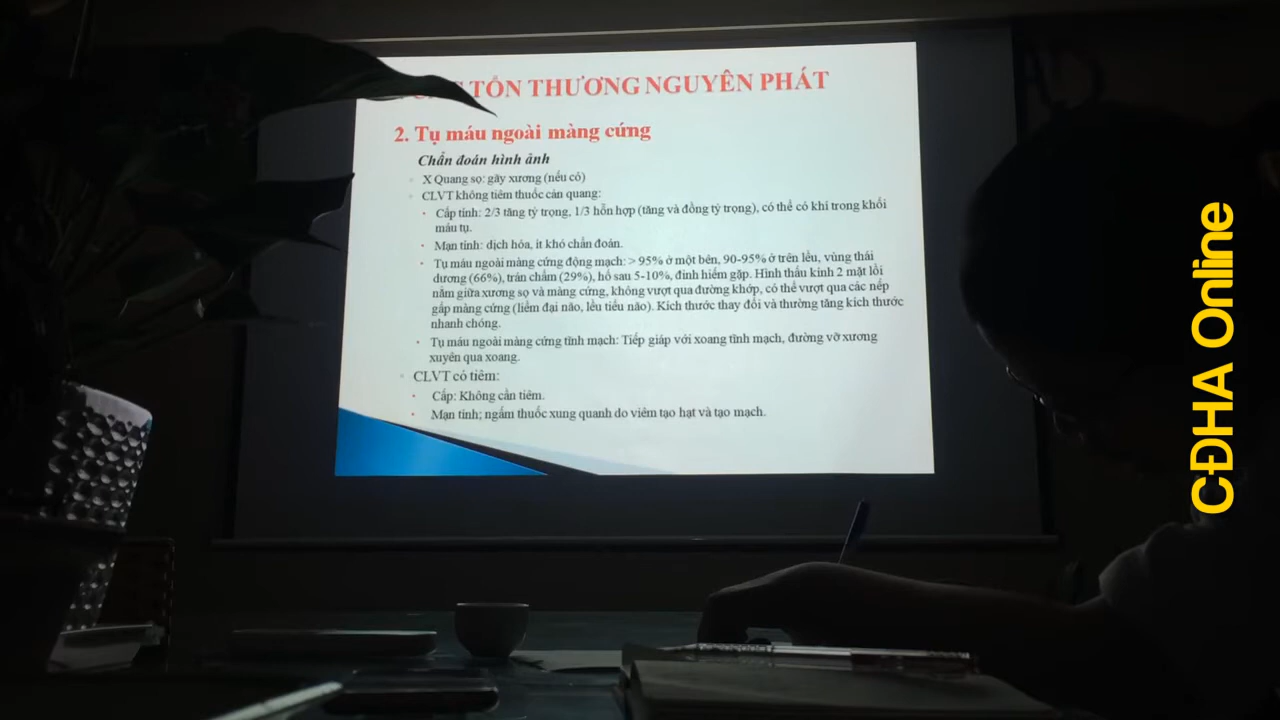 TỔN THƯƠNG NGUYÊN PHÁT
2. Tụ máu ngoài màng cứng
Chẩn đoán hình ảnh
X Quang sọ: gãy xương (nếu có)
CLVT không tiêm thuốc cản quang:
Cấp tính: 2/3 tăng tỷ trọng, 1/3 hỗn hợp (tăng và đồng tỷ trọng), có thể có khí trong khối
máu tụ.
Mạn tính: dịch hóa, ít khó chẩn đoán.
Tụ máu ngoài màng cứng động mạch: > 95% ở một bên, 90-95% ở trên lều, vùng thái
dương (66%), trán chẩm (29%), hố sau 5-10%, đỉnh hiếm gặp. Hình thấu kính 2 mặt lồi
nằm giữa xương sọ và màng cứng, không vượt qua đường khớp, có thể vượt qua các nếp
gấp màng cứng (liềm đại não, lều tiểu não). Kích thước thay đổi và thường tăng kích thước
nhanh chóng.
Tụ máu ngoài màng cứng tĩnh mạch: Tiếp giáp với xoang tĩnh mạch, đường vỡ xương
xuyên qua xoang.
CLVT có tiêm:
Cấp: Không cần tiêm.
Mạn tính; ngấm thuốc xung quanh do viêm tạo hạt và tạo mạch.
CĐHA Online